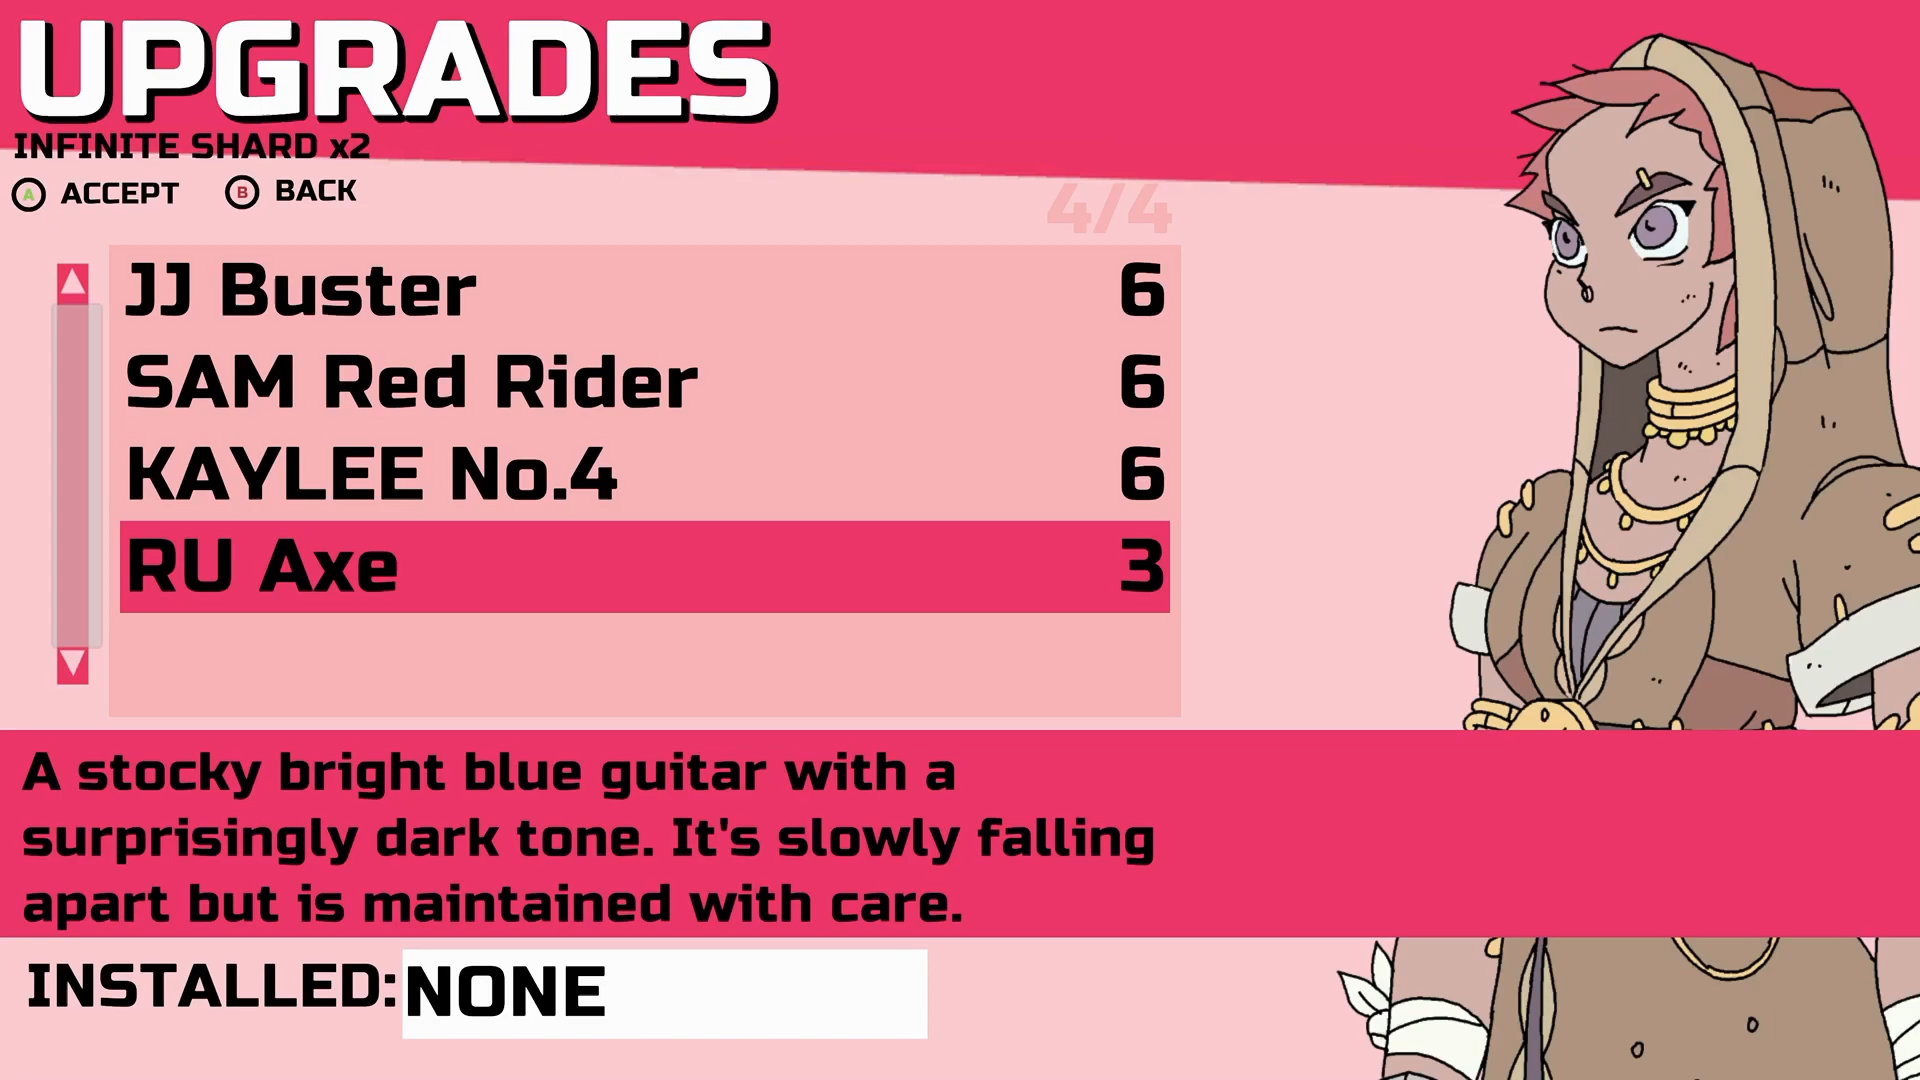 UPGRADES
INFINITE SHARD x2
A ACCEPT B BACK
4/4
JJ Buster 6
SAM Red Rider 6
KAYLEE No.4 6
RU Axe 3
A stocky bright blue guitar with a
surprisingly dark tone. It's slowly falling
apart but is maintained with care.
INSTALLED: NONE